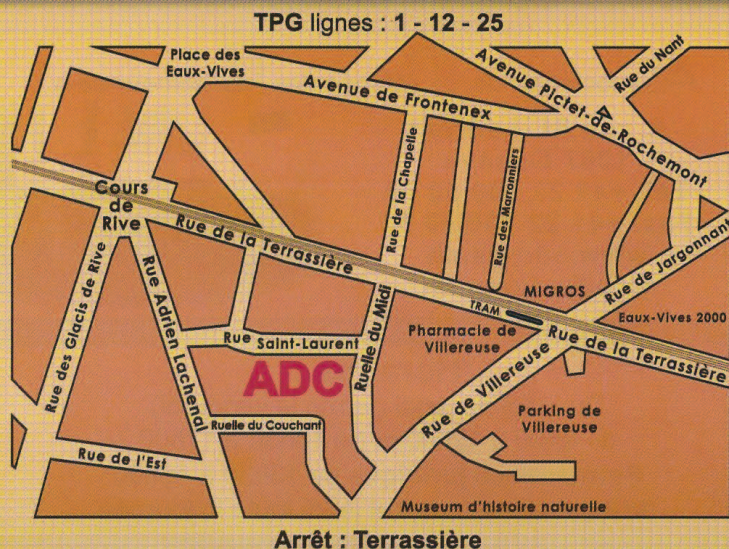 TPG lignes : 1 - 12 - 25
Place des
Eaux-Vives
Avenue de Frontenex
Avenue Pictet-de-Rochemont
Rue du Nant
Cours
de
Rive
Rue de la Terrassière
Rue de la Chapelle
Rue des Marronniers
Rue des Glacis de Rive
Rue Adrien Lachenal
Rue Saint-Laurent
ADC
Ruelle du Midi
TRAM
MIGROS
Rue de Jargonnant
Eaux-Vives 2000
Pharmacie de
Villereuse
Rue de Villereuse
Rue de la Terrassière
Ruelle du Couchant
Parking de
Villereuse
Rue de l'Est
Museum d'histoire naturelle
Arrêt : Terrassière